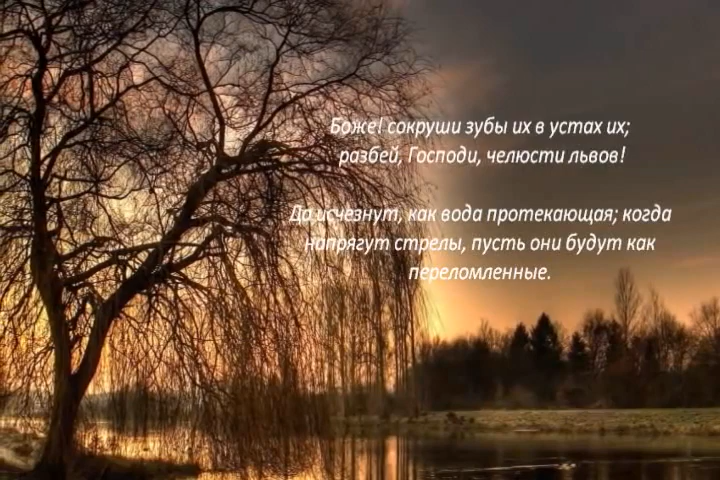 Боже! сокруши зубы их в устах их;
разбей, Господи, челюсти львов!
Да исчезнут, как вода протекающая; когда
напрягут стрелы, пусть они будут как
переломленные.